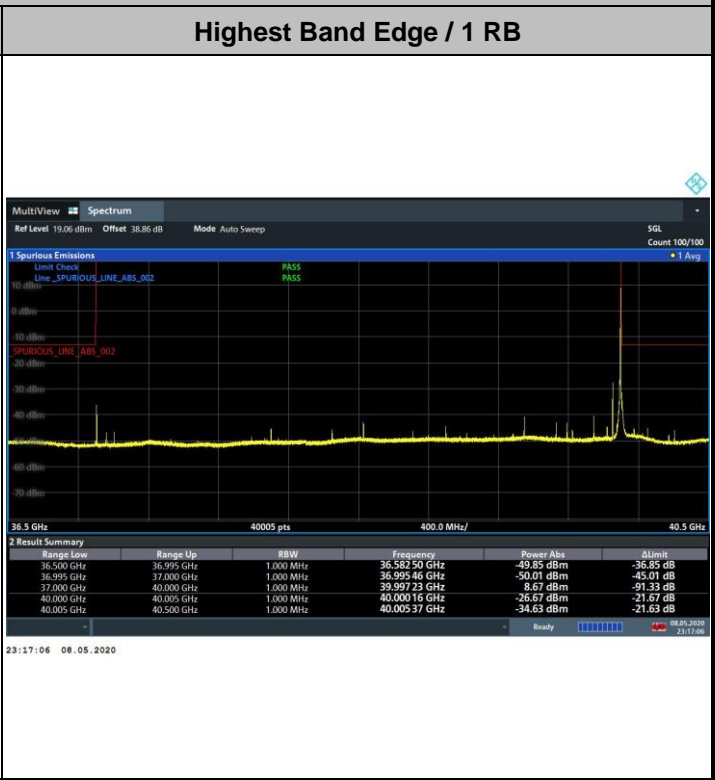 Highest Band Edge / 1 RB
MultiView Spectrum
Ref Level 19.06 dBm Offset 38.86 dB Mode Auto Sweep SGL
Count 100/100
1 Spurious Emissions 1 Avg
Limit Check PASS
Line _SPURIOUS_LINE_ABS_002 PASS
10 dBm
0 dBm
-10 dBm
_SPURIOUS_LINE_ABS_002
-20 dBm
-30 dBm
-40 dBm
-50 dBm
-60 dBm
-70 dBm
36.5 GHz 40005 pts 400.0 MHz/ 40.5 GHz
2 Result Summary
Range Low Range Up RBW Frequency Power Abs ΔLimit
36.500 GHz 36.995 GHz 1.000 MHz 36.58250 GHz -49.85 dBm -36.85 dB
36.995 GHz 37.000 GHz 1.000 MHz 36.99546 GHz -50.01 dBm -45.01 dB
37.000 GHz 40.000 GHz 1.000 MHz 39.99723 GHz 8.67 dBm -91.33 dB
40.000 GHz 40.005 GHz 1.000 MHz 40.00016 GHz -26.67 dBm -21.67 dB
40.005 GHz 40.500 GHz 1.000 MHz 40.00537 GHz -34.63 dBm -21.63 dB
Ready 08.05.2020
23:17:06
23:17:06 08.05.2020